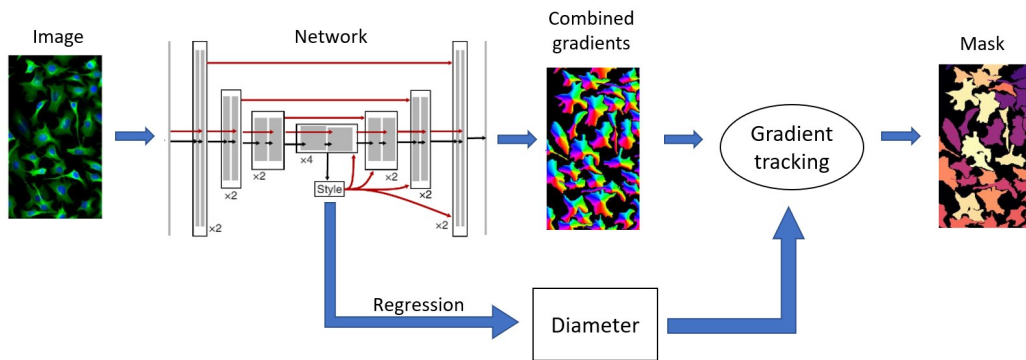 Image
Network
Combined
gradients
Mask
×2
×2
×2
×4
×2
×2
×2
Style
Gradient
tracking
Regression
Diameter